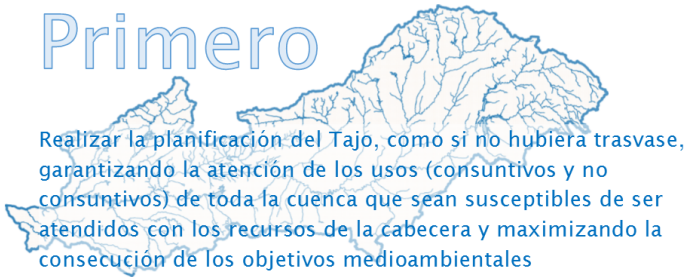 Primero
Realizar la planificación del Tajo, como si no hubiera trasvase,
garantizando la atención de los usos (consuntivos y no
consuntivos) de toda la cuenca que sean susceptibles de ser
atendidos con los recursos de la cabecera y maximizando la
consecución de los objetivos medioambientales